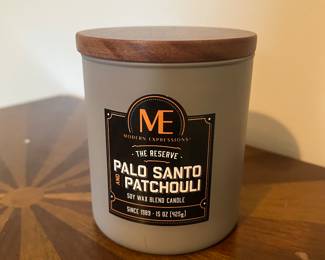 ME
MODERN EXPRESSIONS®
· THE RESERVE ·
PALO SANTO
AND PATCHOULI
SOY WAX BLEND CANDLE
SINCE 1989 · 15 OZ (425g)